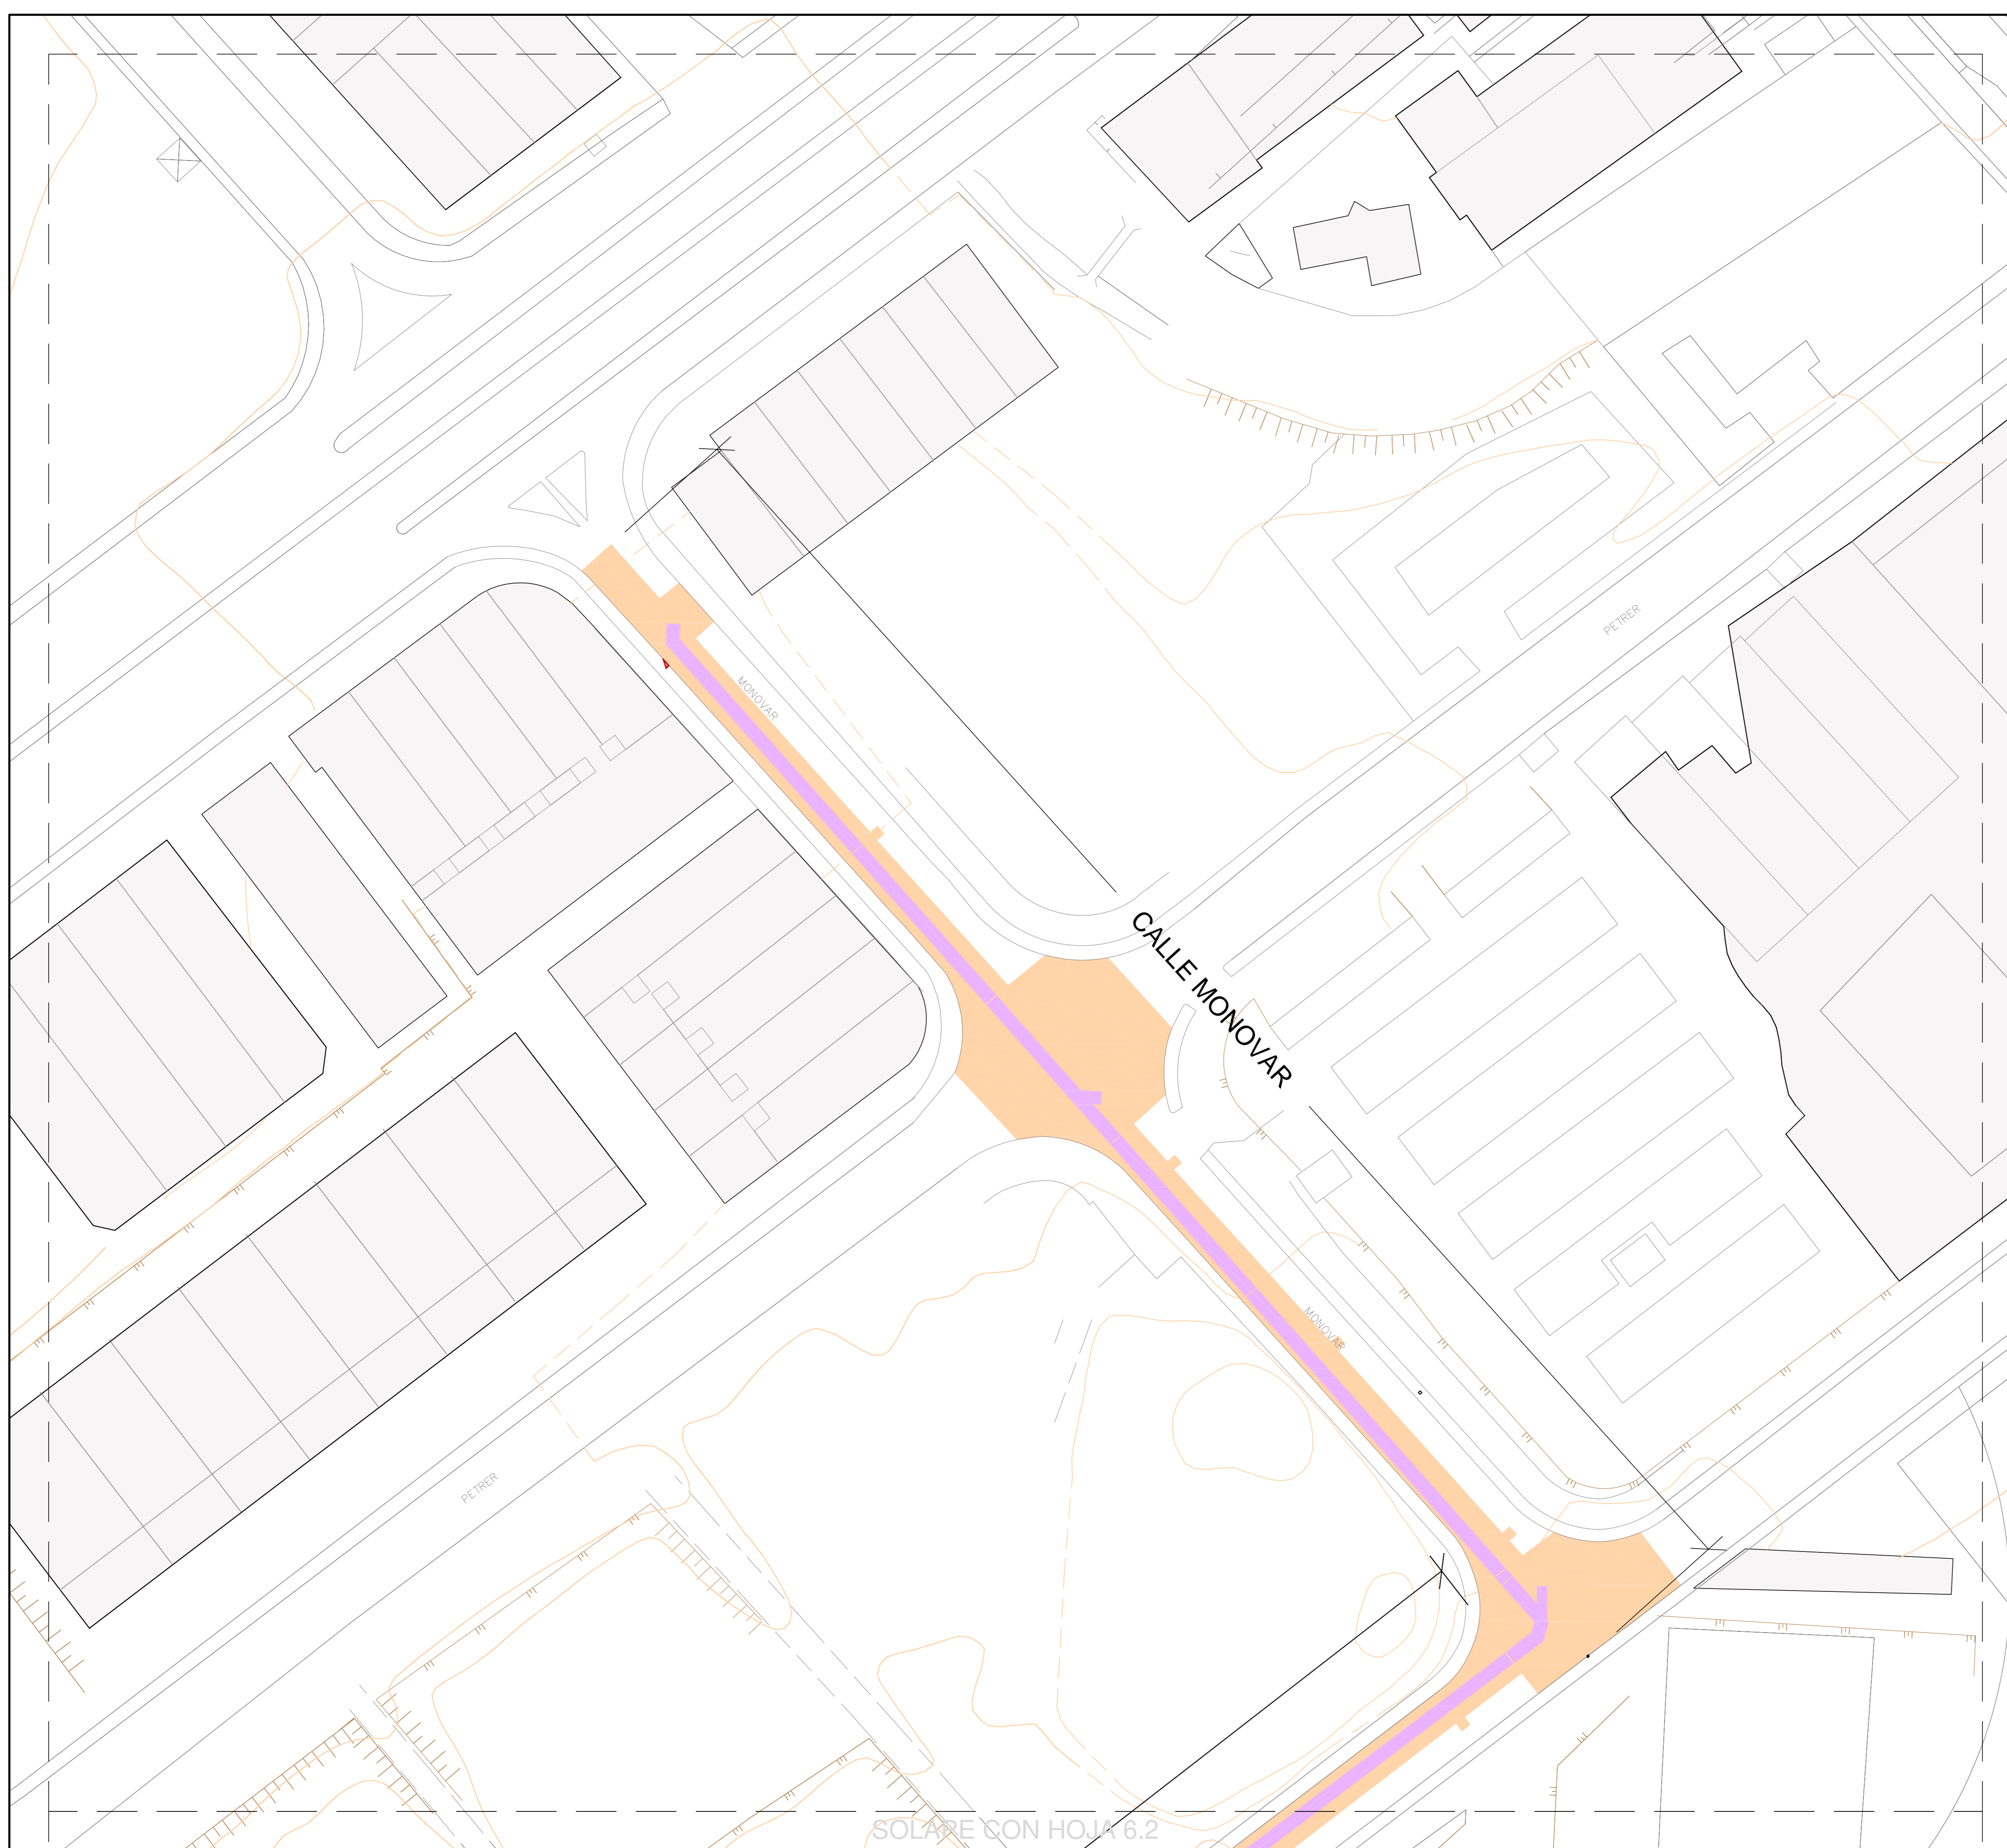 PETRER
MONOVAR
CALLE MONOVAR
MONOVAR
PETRER
SOLAPE CON HOJA 6.2